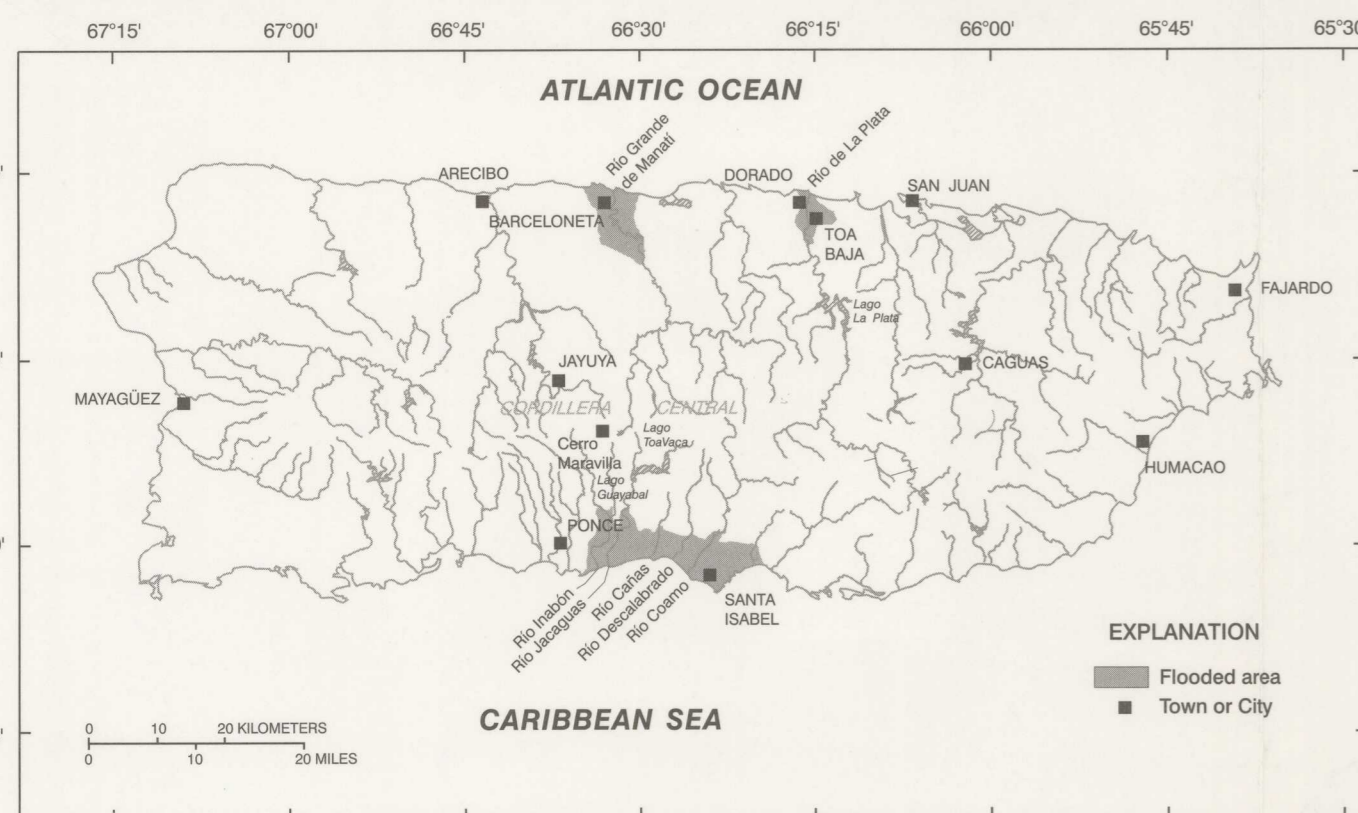 67°15' 67°00' 66°45' 66°30' 66°15' 66°00' 65°45'
ATLANTIC OCEAN
Río Grande
de Manatí
Río de La Plata
ARECIBO
DORADO
SAN JUAN
BARCELONETA
TOA
BAJA
FAJARDO
Lago
La Plata
JAYUYA
CAGUAS
MAYAGÜEZ
CORDILLERA CENTRAL
Lago
ToaVaca
Cerro
Maravilla
HUMACAO
Lago
Guayabal
PONCE
Río Inabón
Río Jacaguas
Río Cañas
Río Descalabrado
Río Coamo
SANTA
ISABEL
EXPLANATION
Flooded area
Town or City
CARIBBEAN SEA
0 10 20 KILOMETERS
0 10 20 MILES